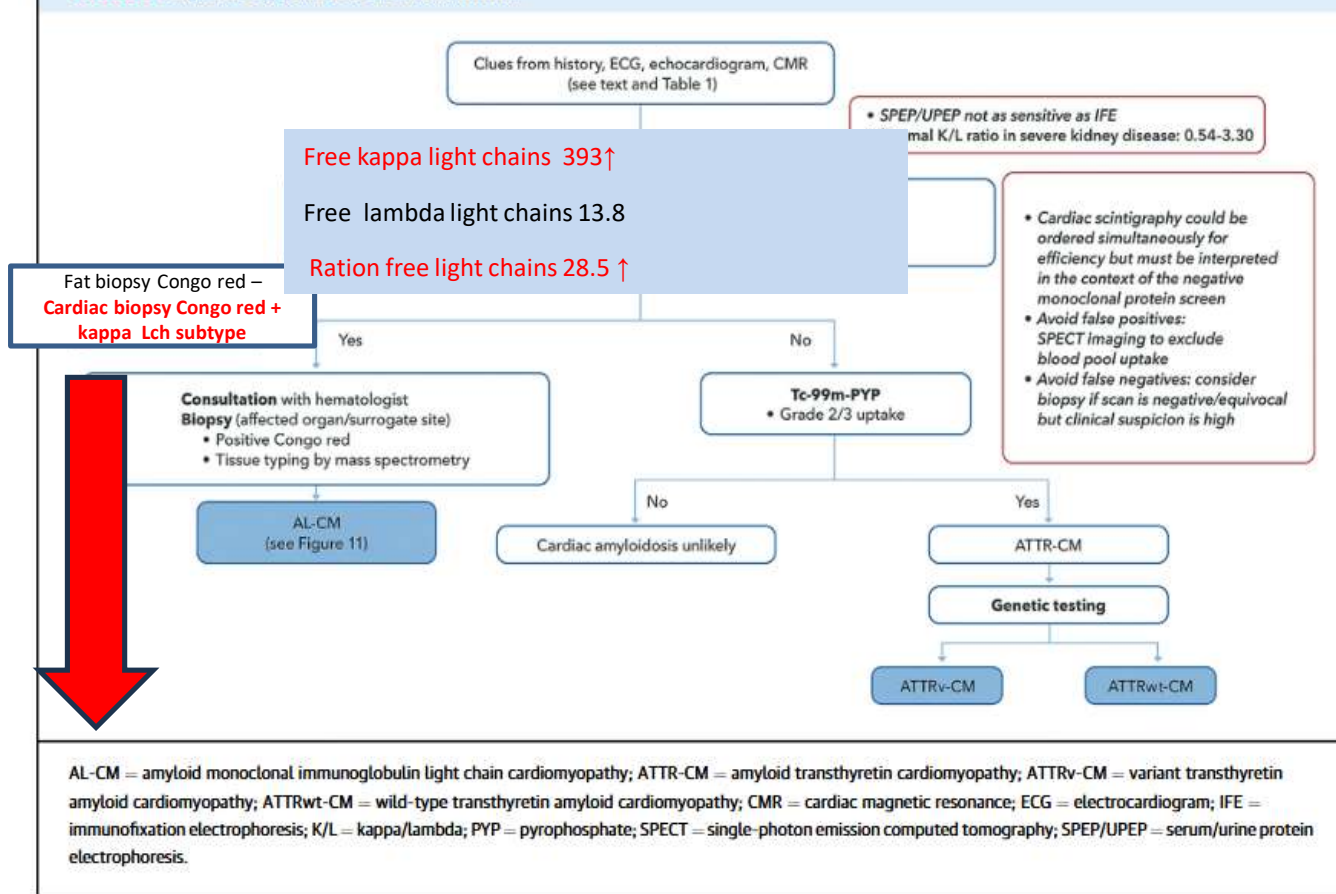 Clues from history, ECG, echocardiogram, CMR
(see text and Table 1)
• SPEP/UPEP not as sensitive as IFE
mal K/L ratio in severe kidney disease: 0.54-3.30
Free kappa light chains 393↑
Free lambda light chains 13.8
Ration free light chains 28.5 ↑
• Cardiac scintigraphy could be
ordered simultaneously for
efficiency but must be interpreted
in the context of the negative
monoclonal protein screen
• Avoid false positives:
SPECT imaging to exclude
blood pool uptake
• Avoid false negatives: consider
biopsy if scan is negative/equivocal
but clinical suspicion is high
Fat biopsy Congo red –
Cardiac biopsy Congo red +
kappa Lch subtype
Yes
No
Consultation with hematologist
Biopsy (affected organ/surrogate site)
• Positive Congo red
• Tissue typing by mass spectrometry
Tc-99m-PYP
• Grade 2/3 uptake
No
Yes
AL-CM
(see Figure 11)
Cardiac amyloidosis unlikely
ATTR-CM
Genetic testing
ATTRv-CM
ATTRwt-CM
AL-CM = amyloid monoclonal immunoglobulin light chain cardiomyopathy; ATTR-CM = amyloid transthyretin cardiomyopathy; ATTRv-CM = variant transthyretin
amyloid cardiomyopathy; ATTRwt-CM = wild-type transthyretin amyloid cardiomyopathy; CMR = cardiac magnetic resonance; ECG = electrocardiogram; IFE =
immunofixation electrophoresis; K/L = kappa/lambda; PYP = pyrophosphate; SPECT = single-photon emission computed tomography; SPEP/UPEP = serum/urine protein
electrophoresis.